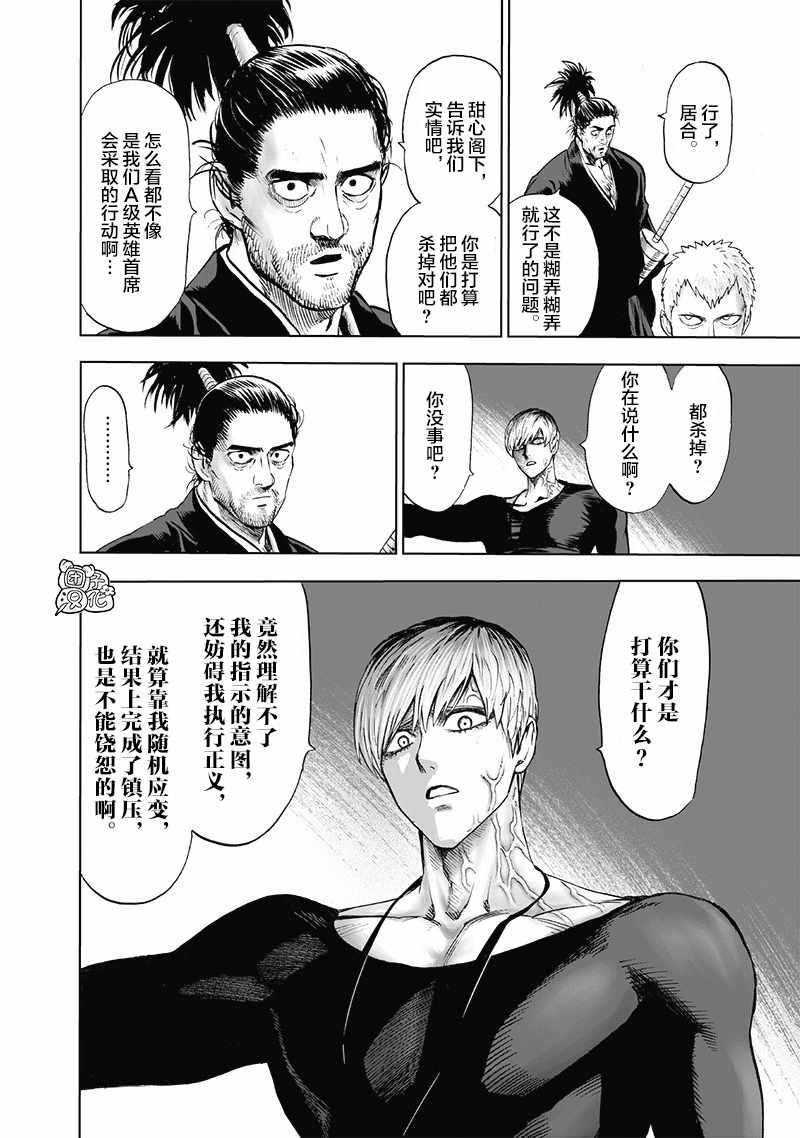 行了，
居合。
这不是糊弄糊弄
就行了的问题。
甜心阁下，
告诉我们
实情吧，
你是打算
把他们都
杀掉对吧？
怎么看都不像
是我们A级英雄首席
会采取的行动啊…
都杀掉？
你在说什么啊？
你没事吧？
………
你们才是
打算干什么？
竟然理解不了
我的指示的意图，
还妨碍我执行正义，
就算靠我随机应变，
结果上完成了镇压，
也是不能饶恕的啊。
团子
汉化